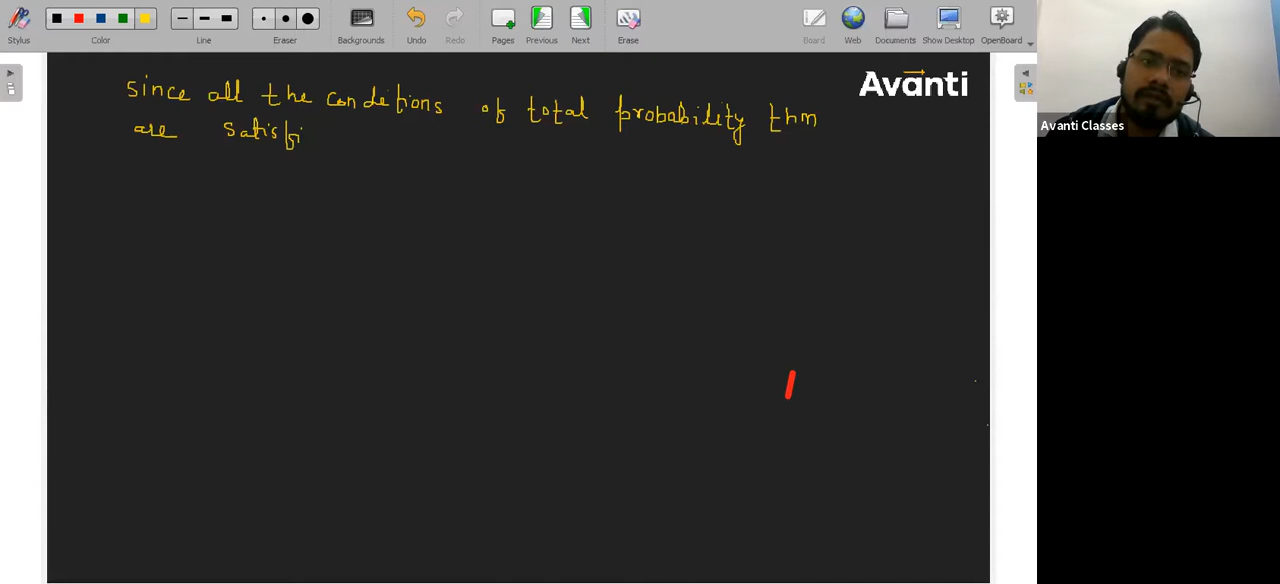 Stylus
Color
Line
Eraser
Backgrounds
Undo
Redo
Pages
Previous
Next
Erase
Board
Web
Documents
Show Desktop
OpenBoard
Avanti
since all the conditions of total probability thm
are satisfi
Avanti Classes